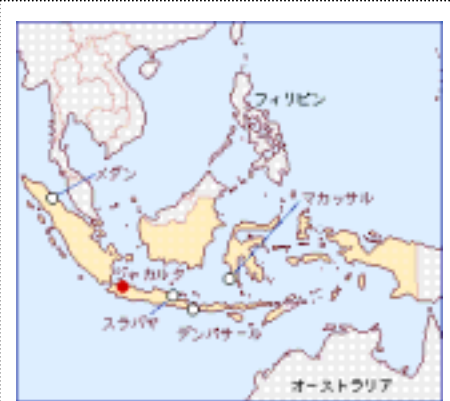 フィリピン
メダン
マカッサル
ジャカルタ
スラバヤ
デンパサール
オーストラリア